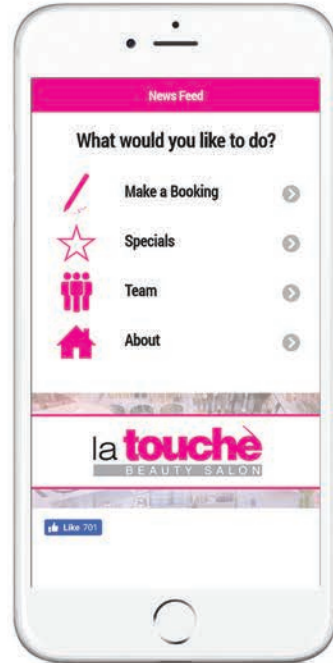 News Feed
What would you like to do?
Make a Booking
Specials
Team
About
la touchè
BEAUTY SALON
Like 701